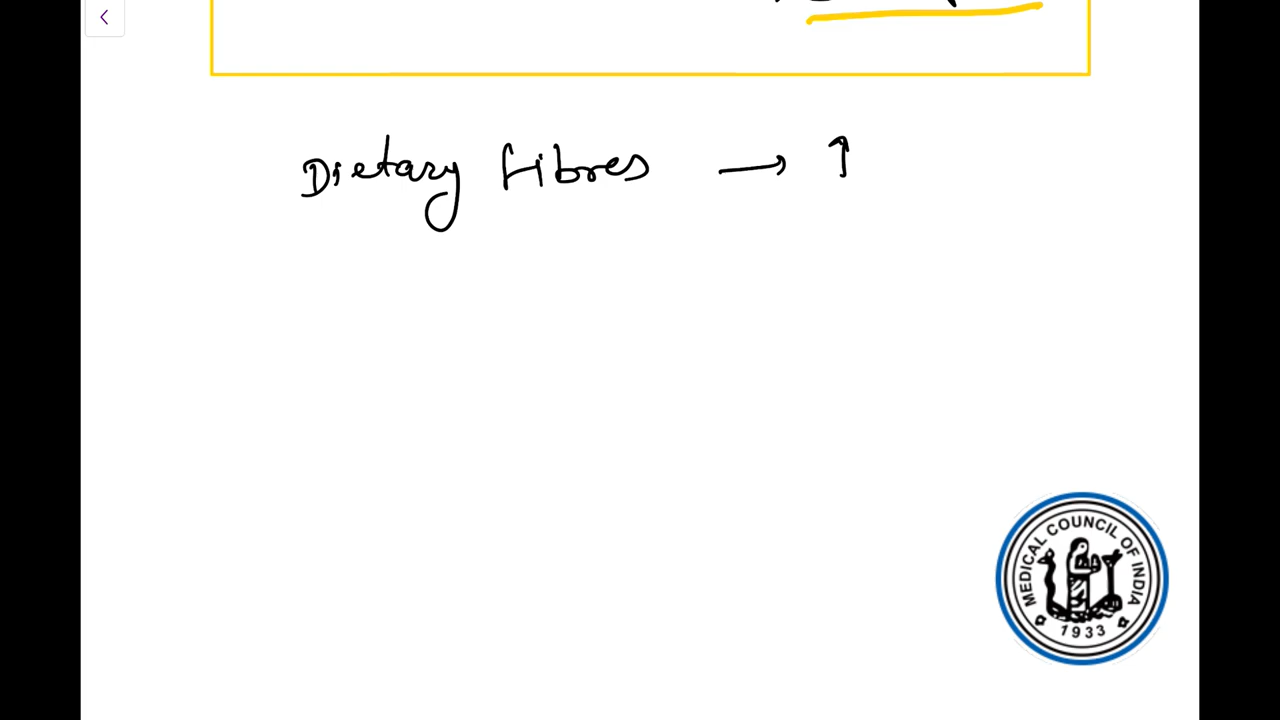 Dietary fibres → ↑
MEDICAL COUNCIL OF INDIA
1933